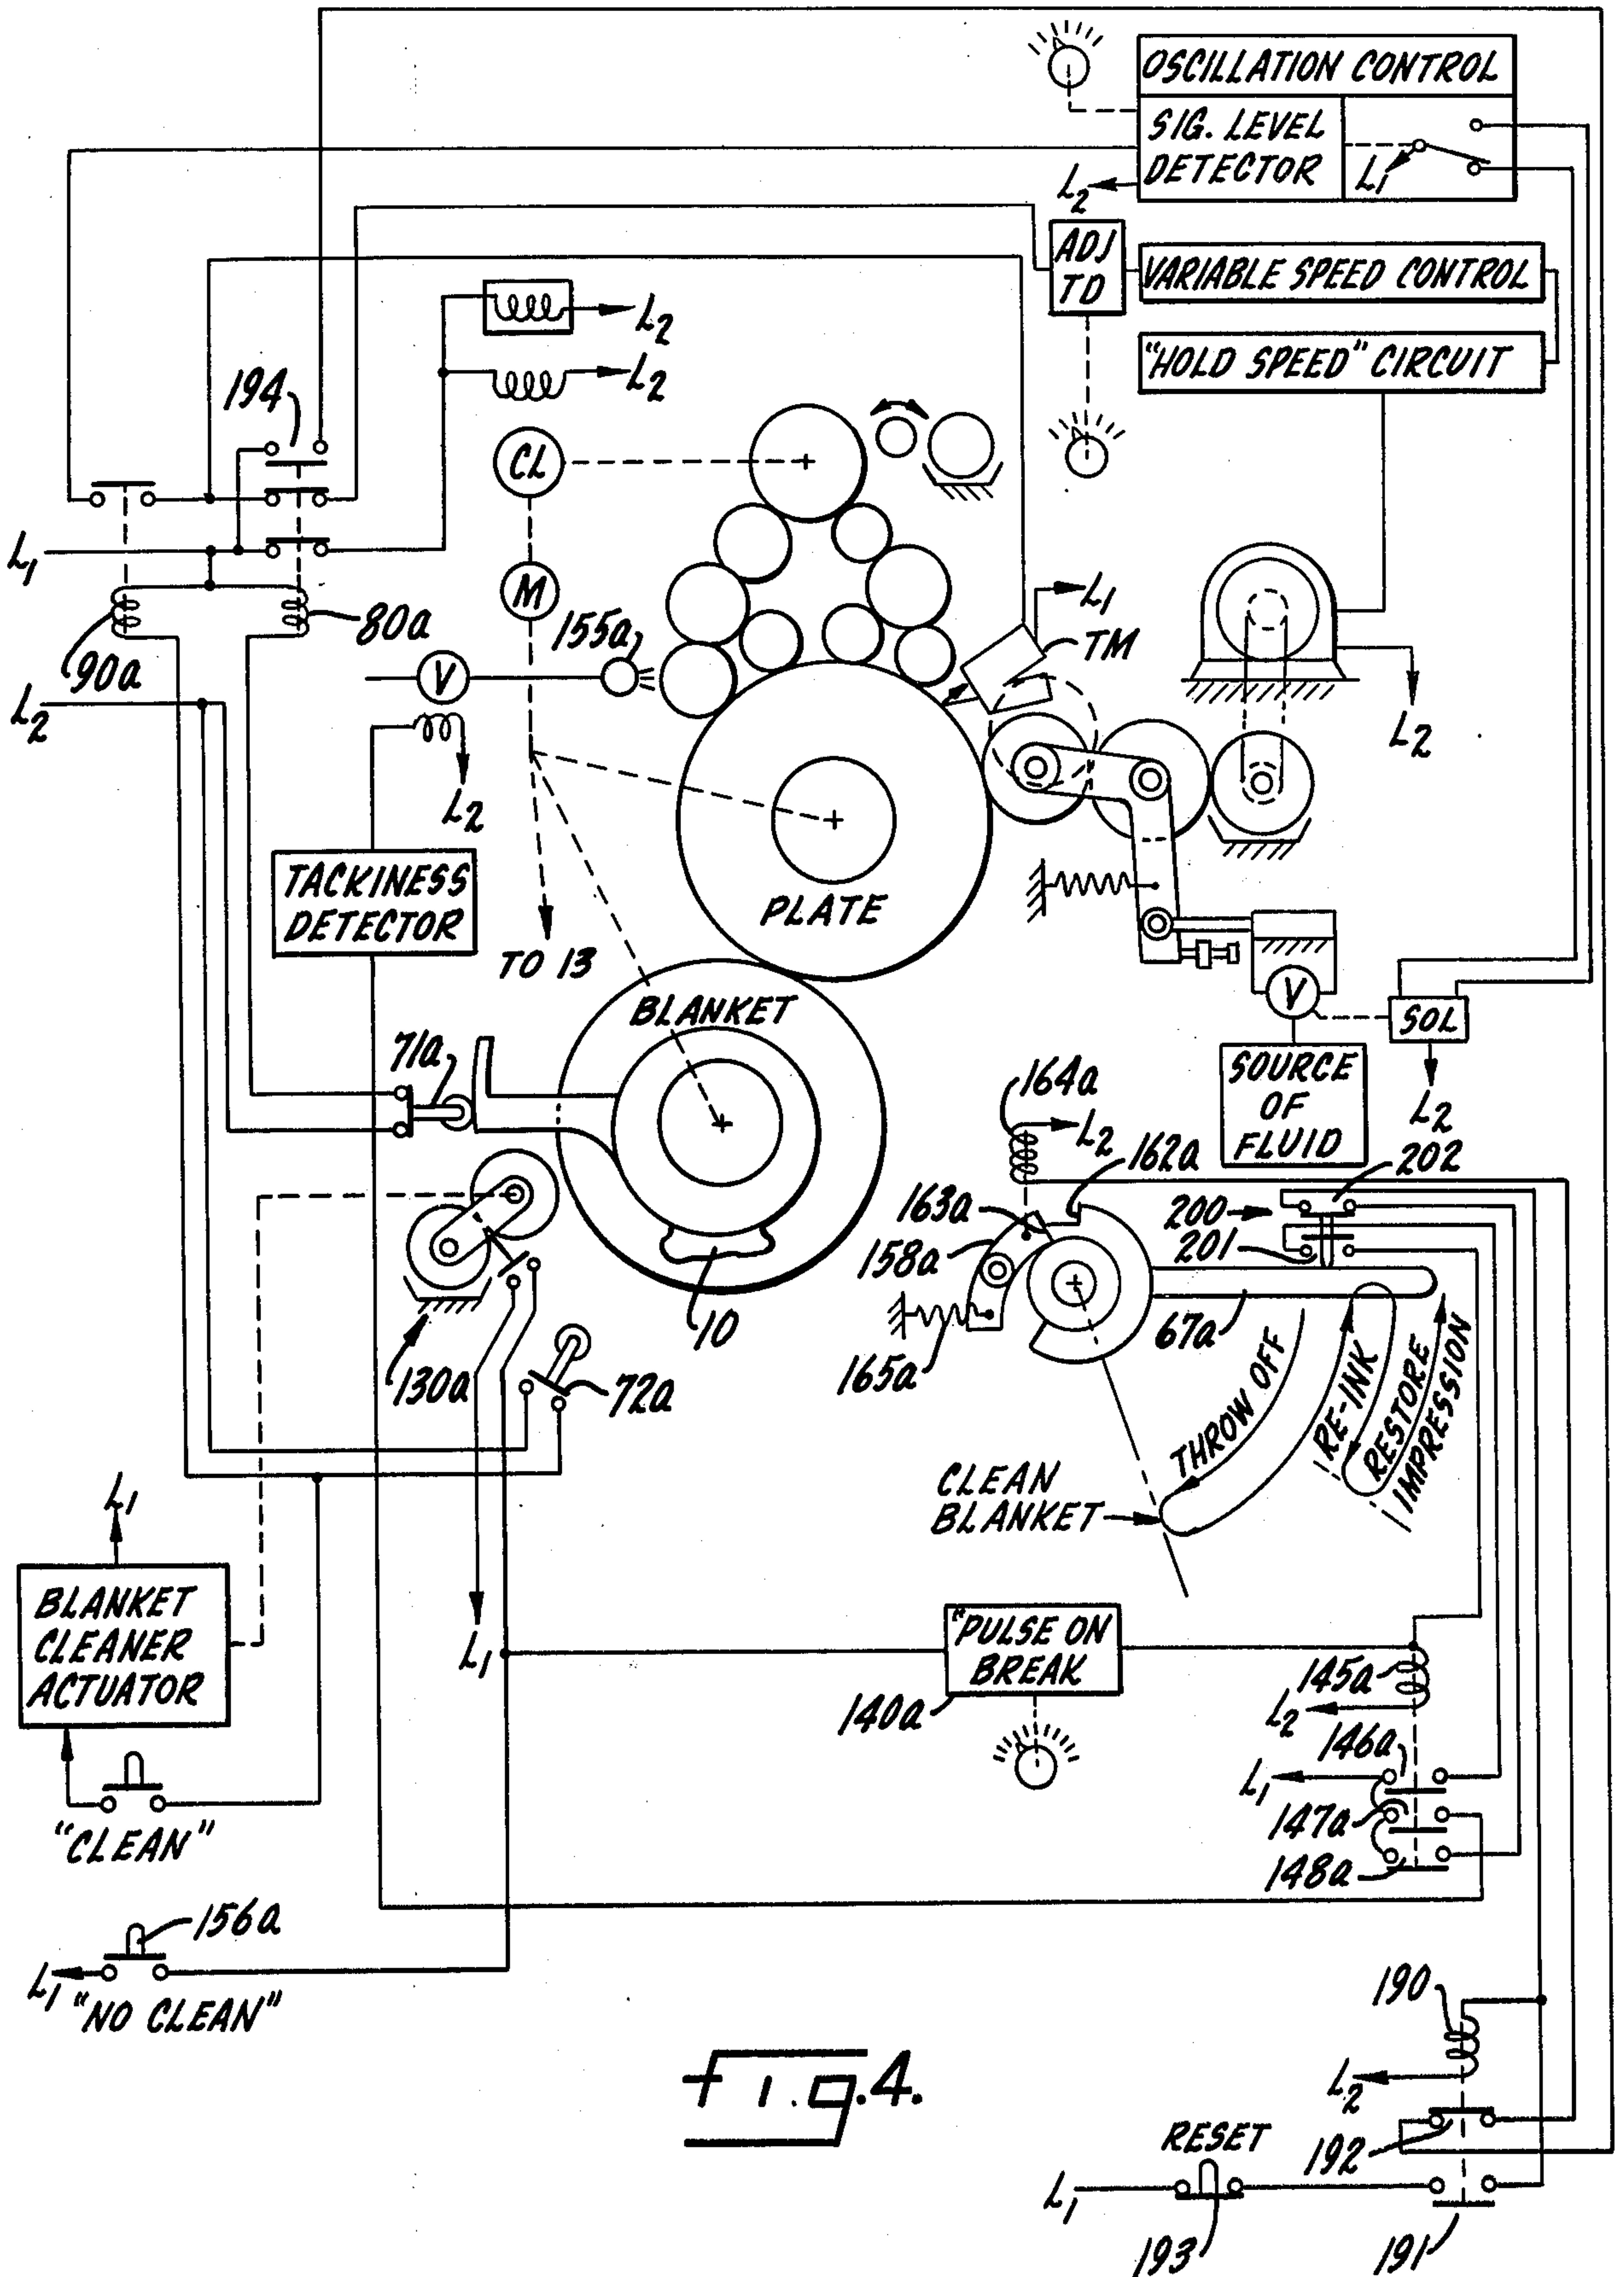 OSCILLATION CONTROL
SIG. LEVEL
DETECTOR
L1
L2
ADJ
TD
VARIABLE SPEED CONTROL
"HOLD SPEED" CIRCUIT
L2
L2
194
CL
M
L1
90a
80a
155a
V
L1
TM
L2
L2
L2
TACKINESS
DETECTOR
TO 13
PLATE
BLANKET
V
SOL
L2
SOURCE
OF
FLUID
71a
164a
L2
162a
163a
158a
165a
200
202
201
67a
10
130a
72a
THROW OFF
RE-INK
RESTORE
IMPRESSION
CLEAN
BLANKET
L1
BLANKET
CLEANER
ACTUATOR
L1
"PULSE ON
BREAK
140a
145a
L2
146a
L1
147a
148a
"CLEAN"
156a
L1
"NO CLEAN"
190
L2
192
RESET
L1
193
191
fig.4.